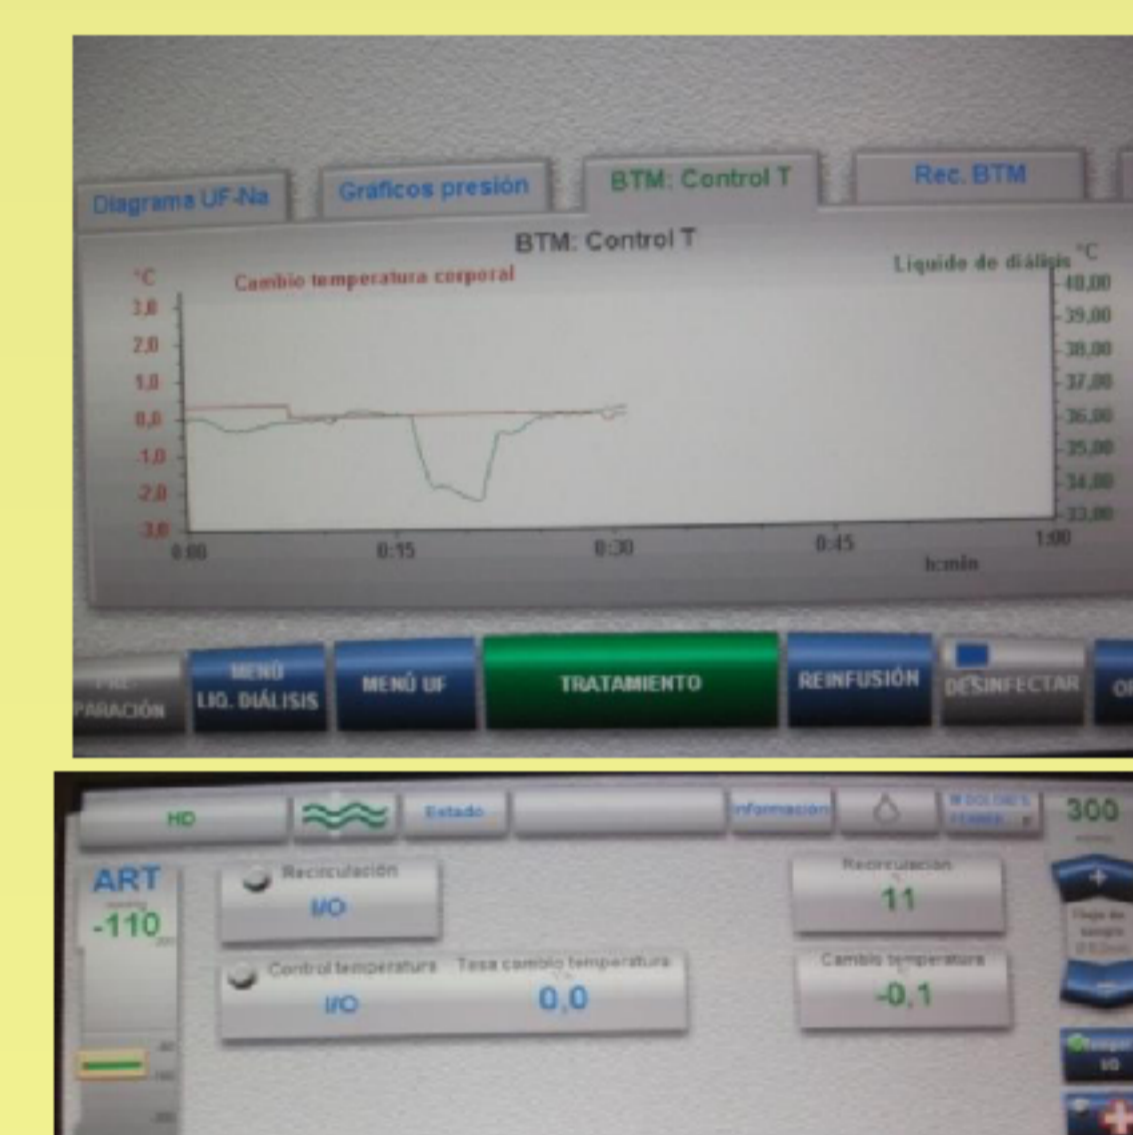 Diagrama UF-Na
Gráficos presión
BTM: Control T
Rec. BTM
BTM: Control T
°C
Cambio temperatura corporal
Líquido de diálisis °C
3,0
2,0
1,0
0,0
-1,0
-2,0
-3,0
40,00
39,00
38,00
37,00
36,00
35,00
34,00
33,00
0:00
0:15
0:30
0:45
1:00
h:min
PARACIÓN
MENÚ
LIQ. DIÁLISIS
MENÚ UF
TRATAMIENTO
REINFUSIÓN
DESINFECTAR
HD
Estado
Información
300
ART
-110
Recirculación
I/O
Recirculación
11
Control temperatura
I/O
Tasa cambio temperatura
0,0
Cambio temperatura
-0,1
I/O